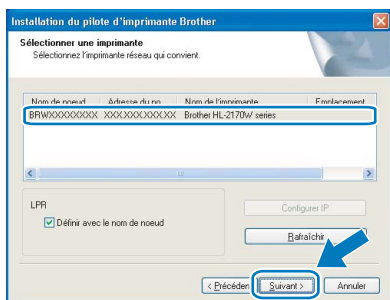 Installation du pilote d'imprimante Brother
Sélectionner une imprimante
Sélectionnez l'imprimante réseau qui convient.
Nom de noeud Adresse du no Nom de l'imprimante Emplacement
BRWXXXXXXXX XXX.XXX.XXX.XX Brother HL-2170W series
LPR
Définir avec le nom de noeud
Configurer IP
Rafraîchir
< Précéden Suivant > Annuler